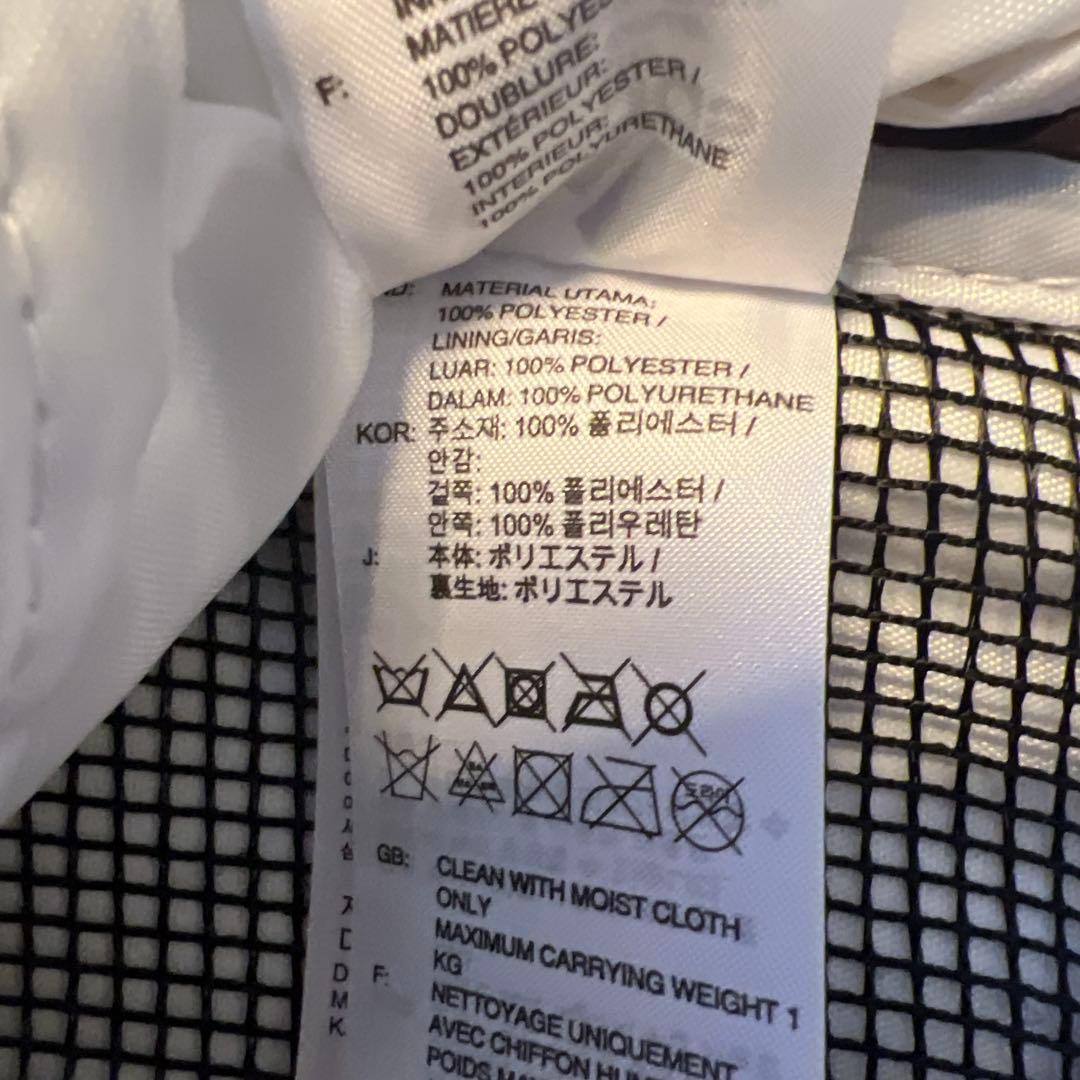 MATIERE
F: 100% POLYES
DOUBLURE:
EXTÉRIEUR:
100% POLYESTER /
INTERIEUR:
100% POLYURETHANE
MATERIAL UTAMA:
100% POLYESTER /
LINING/GARIS:
LUAR: 100% POLYESTER /
DALAM: 100% POLYURETHANE
KOR: 주소재: 100% 폴리에스터 /
안감:
겉쪽: 100% 폴리에스터 /
안쪽: 100% 폴리우레탄
J: 本体: ポリエステル /
裏生地: ポリエステル
GB: CLEAN WITH MOIST CLOTH
ONLY
MAXIMUM CARRYING WEIGHT 1
KG
F: NETTOYAGE UNIQUEMENT
AVEC CHIFFON HUM
POIDS MA